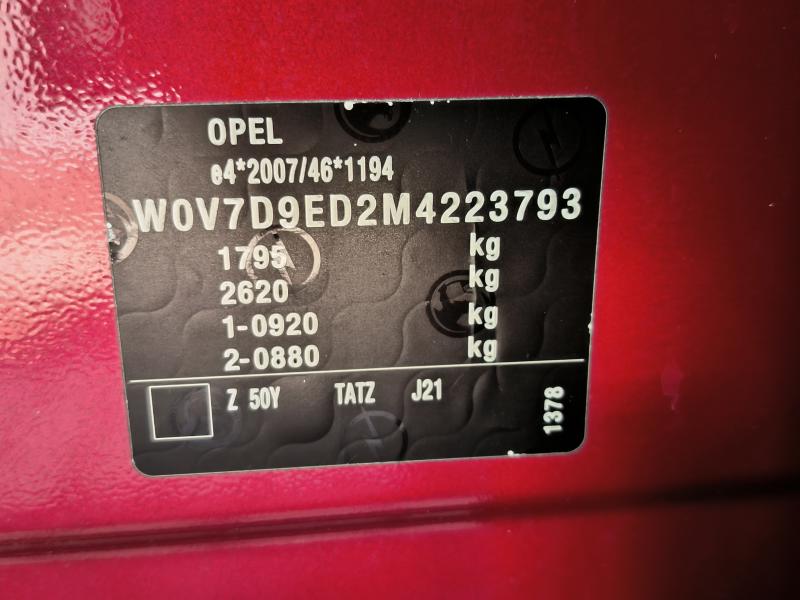 OPEL
e4*2007/46*1194
W0V7D9ED2M4223793
1795 kg
2620 kg
1-0920 kg
2-0880 kg
Z 50Y TATZ J21
1378